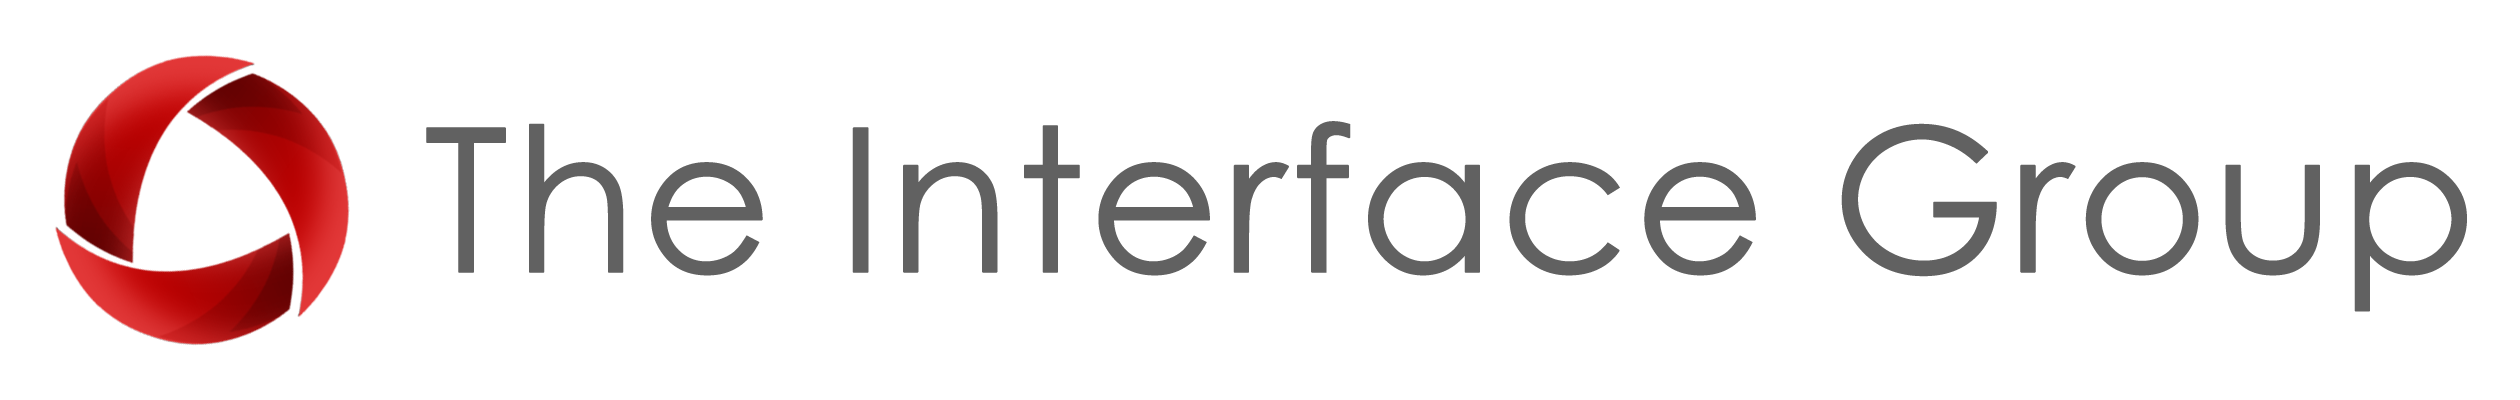 The Interface Group